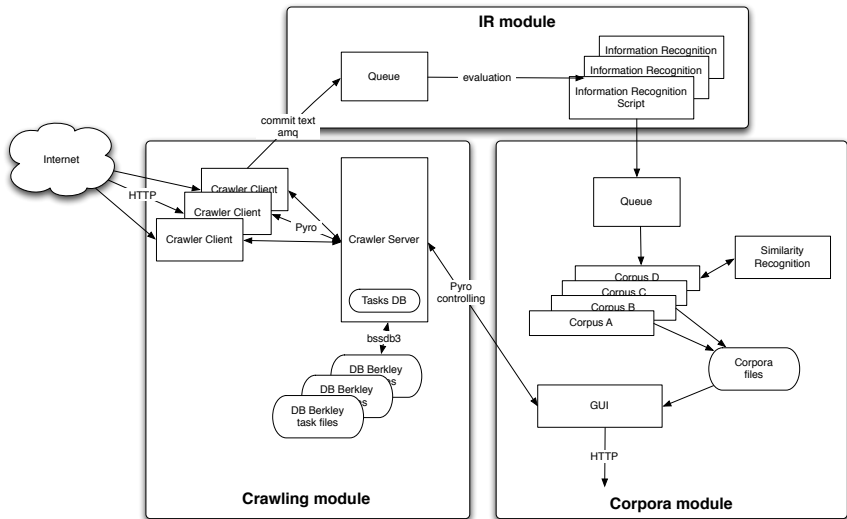 IR module
Information Recognition
Information Recognition
Information Recognition
Script
Queue
evaluation
commit text
amq
Internet
HTTP
Crawler Client
Crawler Client
Crawler Client
Pyro
Crawler Server
Tasks DB
bssdb3
DB Berkley
es
DB Berkley
es
DB Berkley
task files
Crawling module
Pyro
controlling
Queue
Similarity
Recognition
Corpus D
Corpus C
Corpus B
Corpus A
Corpora
files
GUI
HTTP
Corpora module